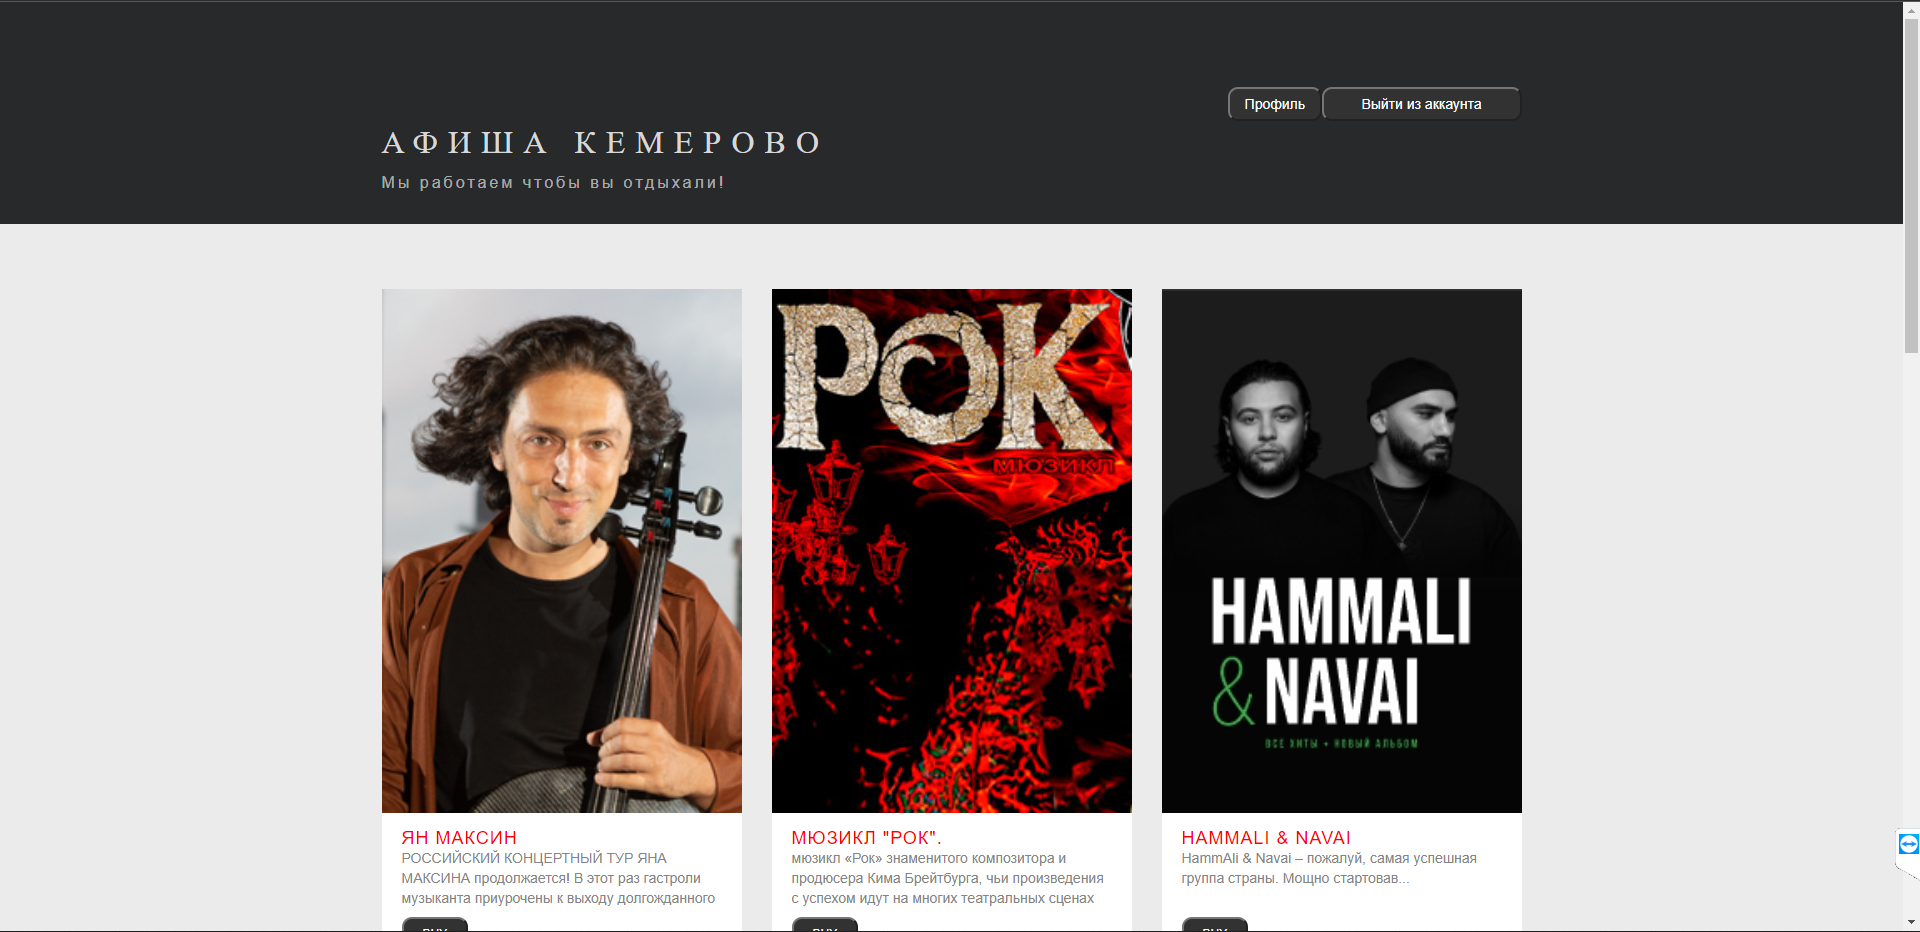 Профиль
Выйти из аккаунта
АФИША КЕМЕРОВО
Мы работаем чтобы вы отдыхали!
РОК
МЮЗИКЛ
HAMMALI
& NAVAI
ВСЕ ХИТЫ + НОВЫЙ АЛЬБОМ
ЯН МАКСИН
РОССИЙСКИЙ КОНЦЕРТНЫЙ ТУР ЯНА
МАКСИНА продолжается! В этот раз гастроли
музыканта приурочены к выходу долгожданного
МЮЗИКЛ "РОК".
мюзикл «Рок» знаменитого композитора и
продюсера Кима Брейтбурга, чьи произведения
с успехом идут на многих театральных сценах
HAMMALI & NAVAI
HammAli & Navai – пожалуй, самая успешная
группа страны. Мощно стартовав...